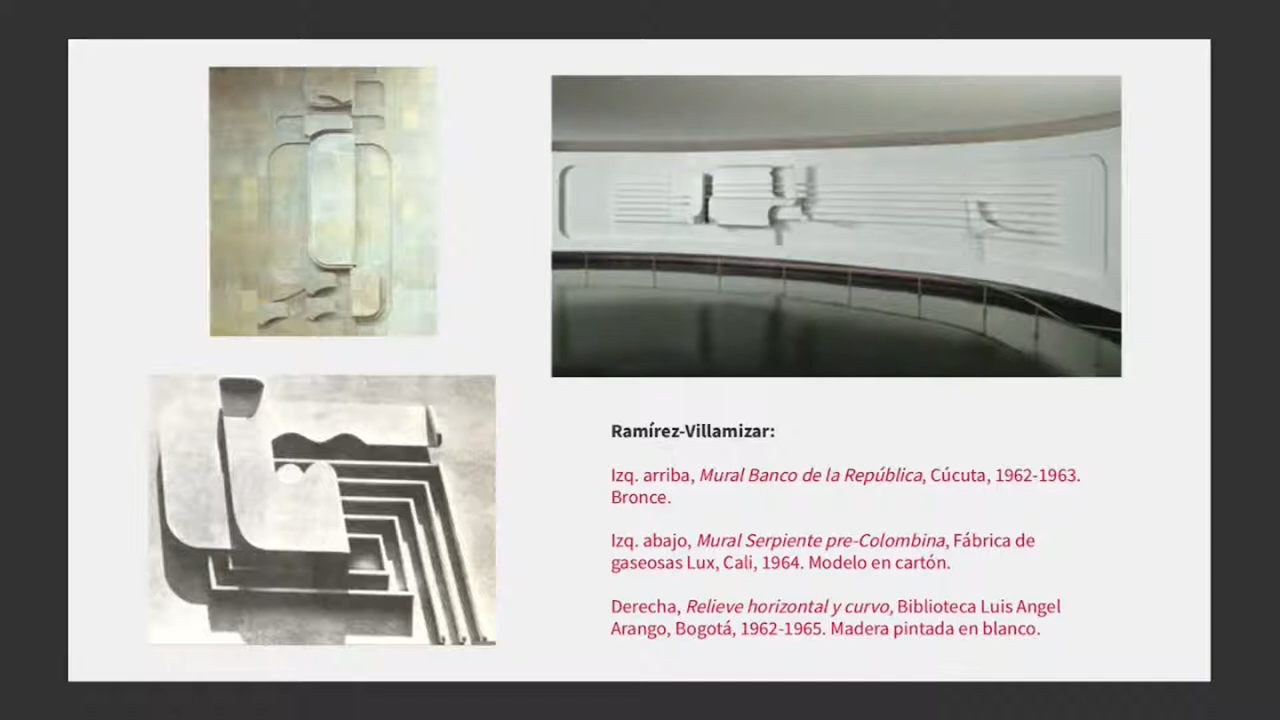 Ramírez-Villamizar:
Izq. arriba, Mural Banco de la República, Cúcuta, 1962-1963.
Bronce.
Izq. abajo, Mural Serpiente pre-Colombina, Fábrica de
gaseosas Lux, Cali, 1964. Modelo en cartón.
Derecha, Relieve horizontal y curvo, Biblioteca Luis Angel
Arango, Bogotá, 1962-1965. Madera pintada en blanco.